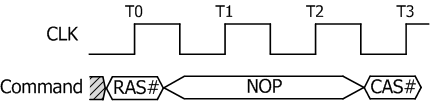 T0 T1 T2 T3
CLK
Command RAS# NOP CAS#